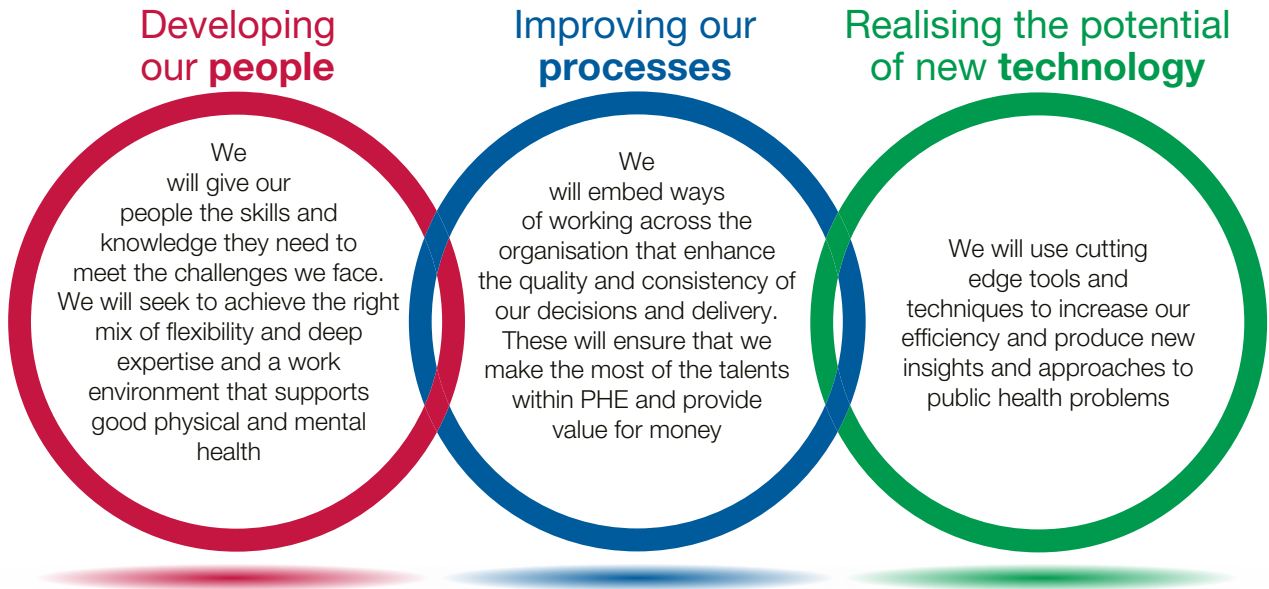 Developing
our people
We
will give our
people the skills and
knowledge they need to
meet the challenges we face.
We will seek to achieve the right
mix of flexibility and deep
expertise and a work
environment that supports
good physical and mental
health
Improving our
processes
We
will embed ways
of working across the
organisation that enhance
the quality and consistency of
our decisions and delivery.
These will ensure that we
make the most of the talents
within PHE and provide
value for money
Realising the potential
of new technology
We will use cutting
edge tools and
techniques to increase our
efficiency and produce new
insights and approaches to
public health problems